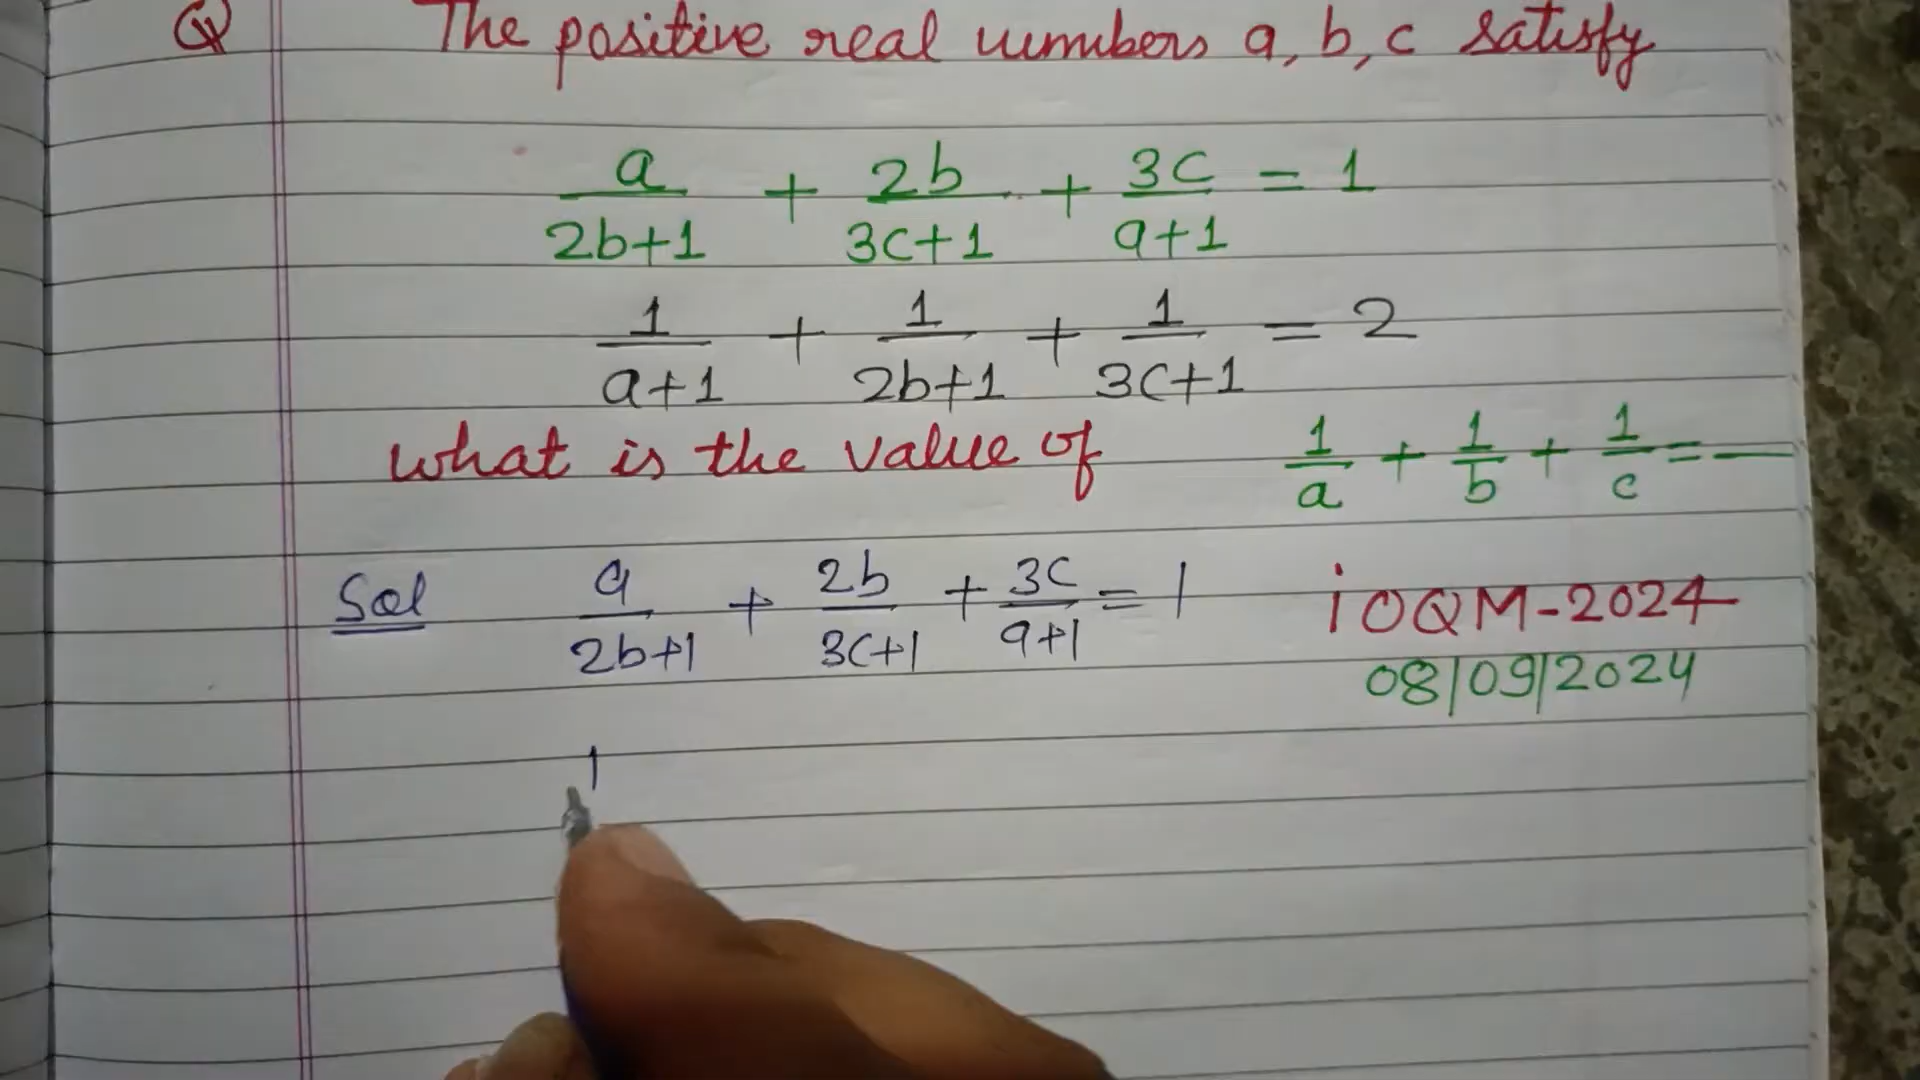 Q The positive real numbers a, b, c satisfy
a/(2b+1) + 2b/(3c+1) + 3c/(a+1) = 1
1/(a+1) + 1/(2b+1) + 1/(3c+1) = 2
what is the value of 1/a + 1/b + 1/c = —
Sol a/(2b+1) + 2b/(3c+1) + 3c/(a+1) = 1
iOQM-2024
08/09/2024
1